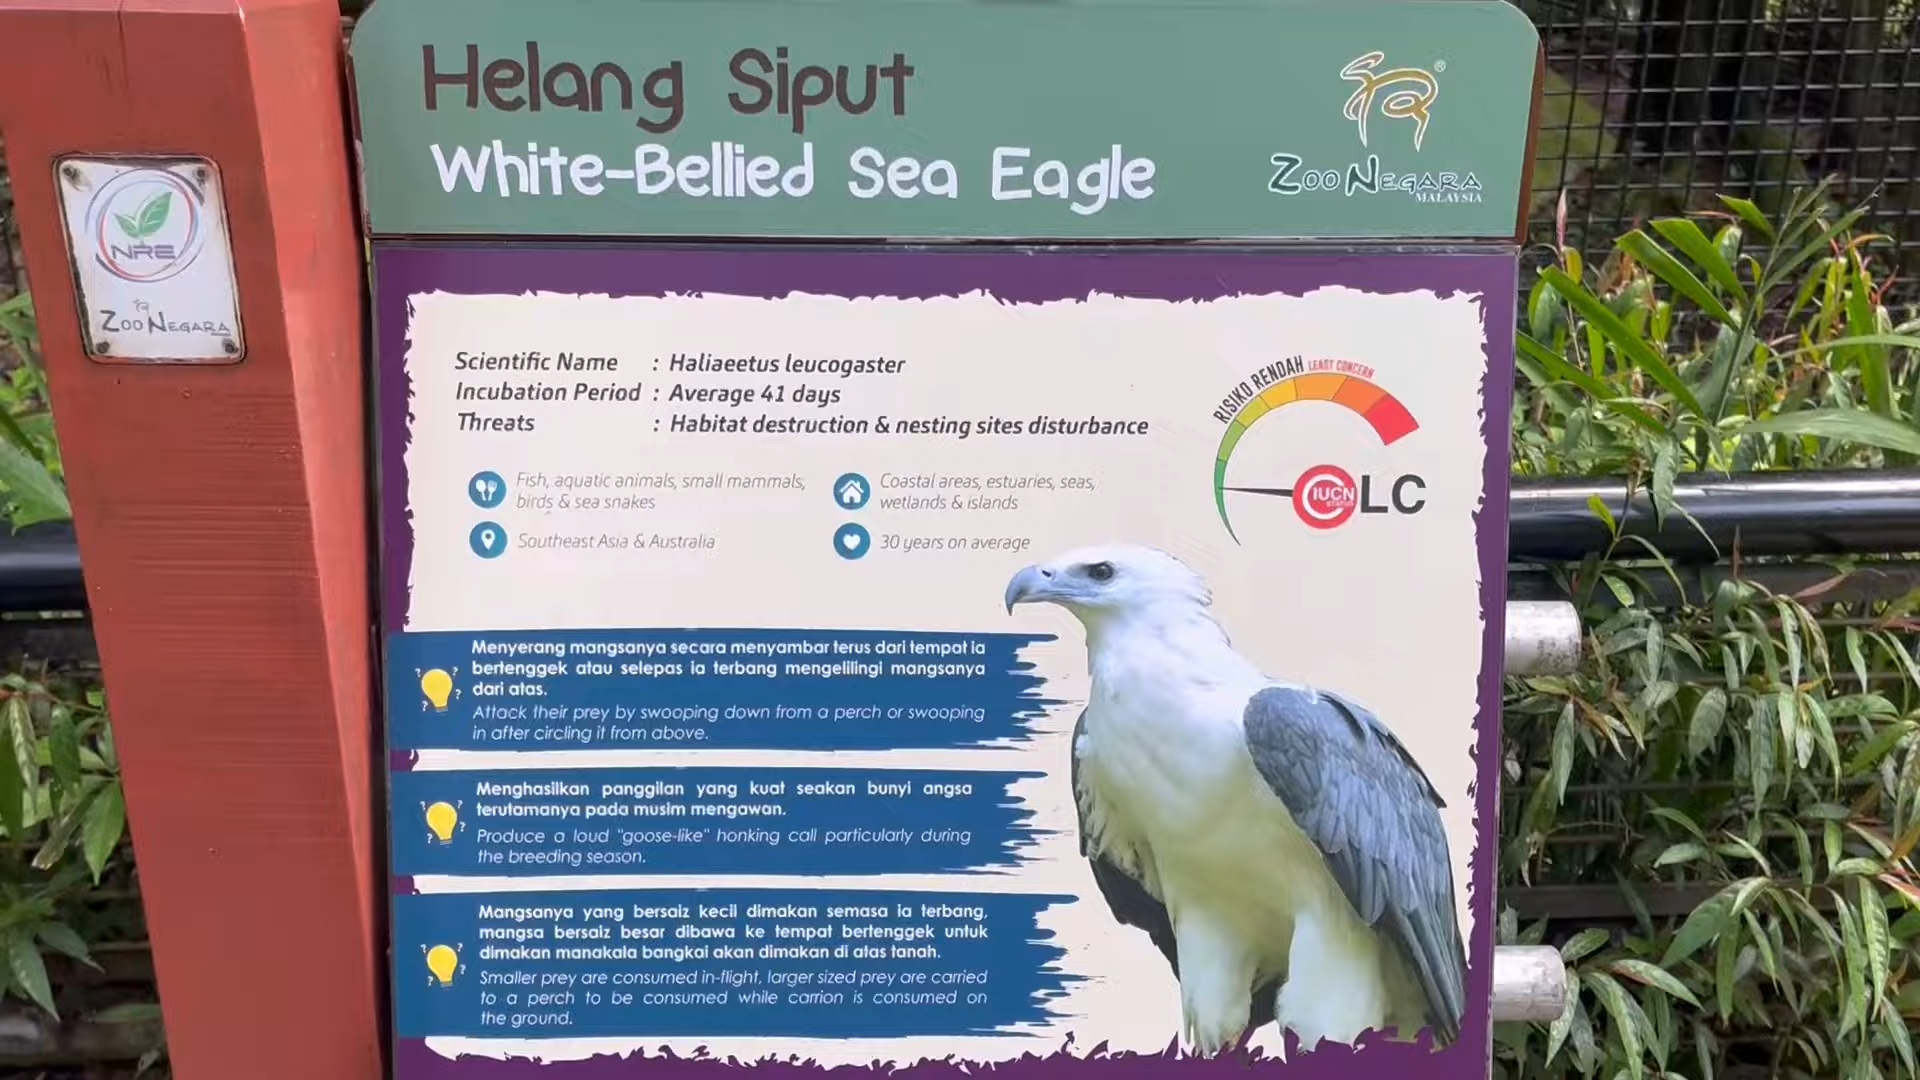 Helang Siput
White-Bellied Sea Eagle
ZOO NEGARA
MALAYSIA
NRE
ZOO NEGARA
Scientific Name : Haliaeetus leucogaster
Incubation Period : Average 41 days
Threats : Habitat destruction & nesting sites disturbance
RISIKO RENDAH LEAST CONCERN
IUCN
STATUS
LC
Fish, aquatic animals, small mammals,
birds & sea snakes
Coastal areas, estuaries, seas,
wetlands & islands
Southeast Asia & Australia
30 years on average
Menyerang mangsanya secara menyambar terus dari tempat ia
bertenggek atau selepas ia terbang mengelilingi mangsanya
dari atas.
Attack their prey by swooping down from a perch or swooping
in after circling it from above.
Menghasilkan panggilan yang kuat seakan bunyi angsa
terutamanya pada musim mengawan.
Produce a loud "goose-like" honking call particularly during
the breeding season.
Mangsanya yang bersaiz kecil dimakan semasa ia terbang,
mangsa bersaiz besar dibawa ke tempat bertenggek untuk
dimakan manakala bangkai akan dimakan di atas tanah.
Smaller prey are consumed in-flight, larger sized prey are carried
to a perch to be consumed while carrion is consumed on
the ground.